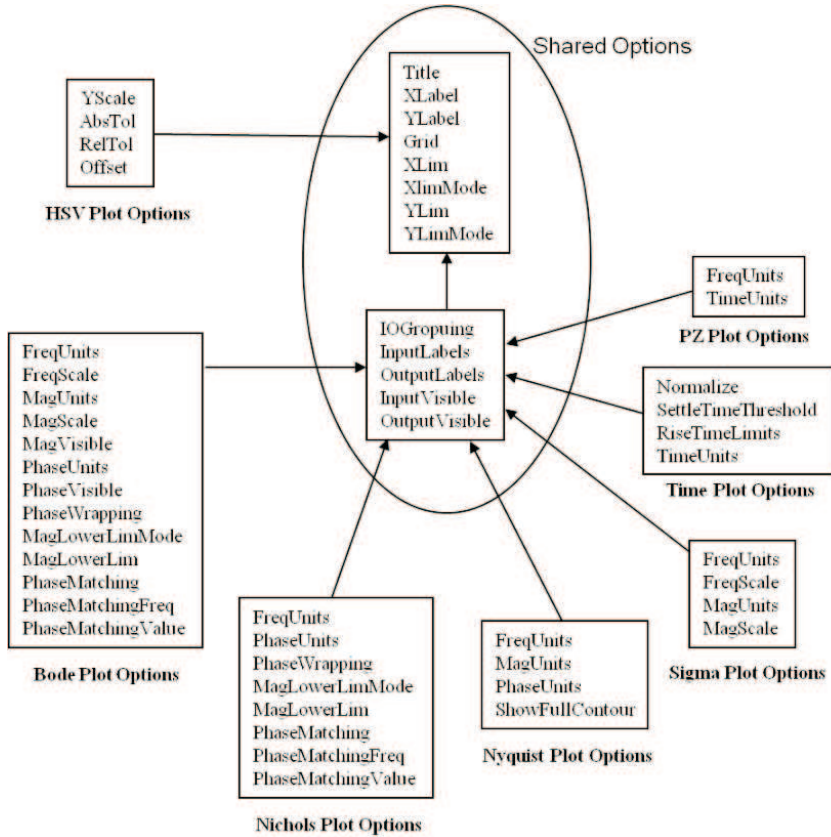 Shared Options
Title
XLabel
YLabel
Grid
XLim
XlimMode
YLim
YLimMode
YScale
AbsTol
RelTol
Offset
HSV Plot Options
IOGropuing
InputLabels
OutputLabels
InputVisible
OutputVisible
FreqUnits
TimeUnits
PZ Plot Options
FreqUnits
FreqScale
MagUnits
MagScale
MagVisible
PhaseUnits
PhaseVisible
PhaseWrapping
MagLowerLimMode
MagLowerLim
PhaseMatching
PhaseMatchingFreq
PhaseMatchingValue
Bode Plot Options
Normalize
SettleTimeThreshold
RiseTimeLimits
TimeUnits
Time Plot Options
FreqUnits
FreqScale
MagUnits
MagScale
Sigma Plot Options
FreqUnits
PhaseUnits
PhaseWrapping
MagLowerLimMode
MagLowerLim
PhaseMatching
PhaseMatchingFreq
PhaseMatchingValue
Nichols Plot Options
FreqUnits
MagUnits
PhaseUnits
ShowFullContour
Nyquist Plot Options